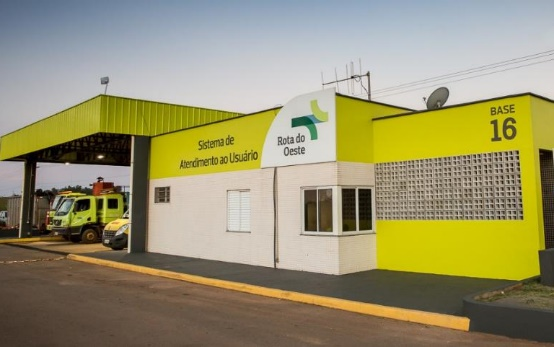 Sistema de
Atendimento ao Usuário
Rota do
Oeste
BASE
16